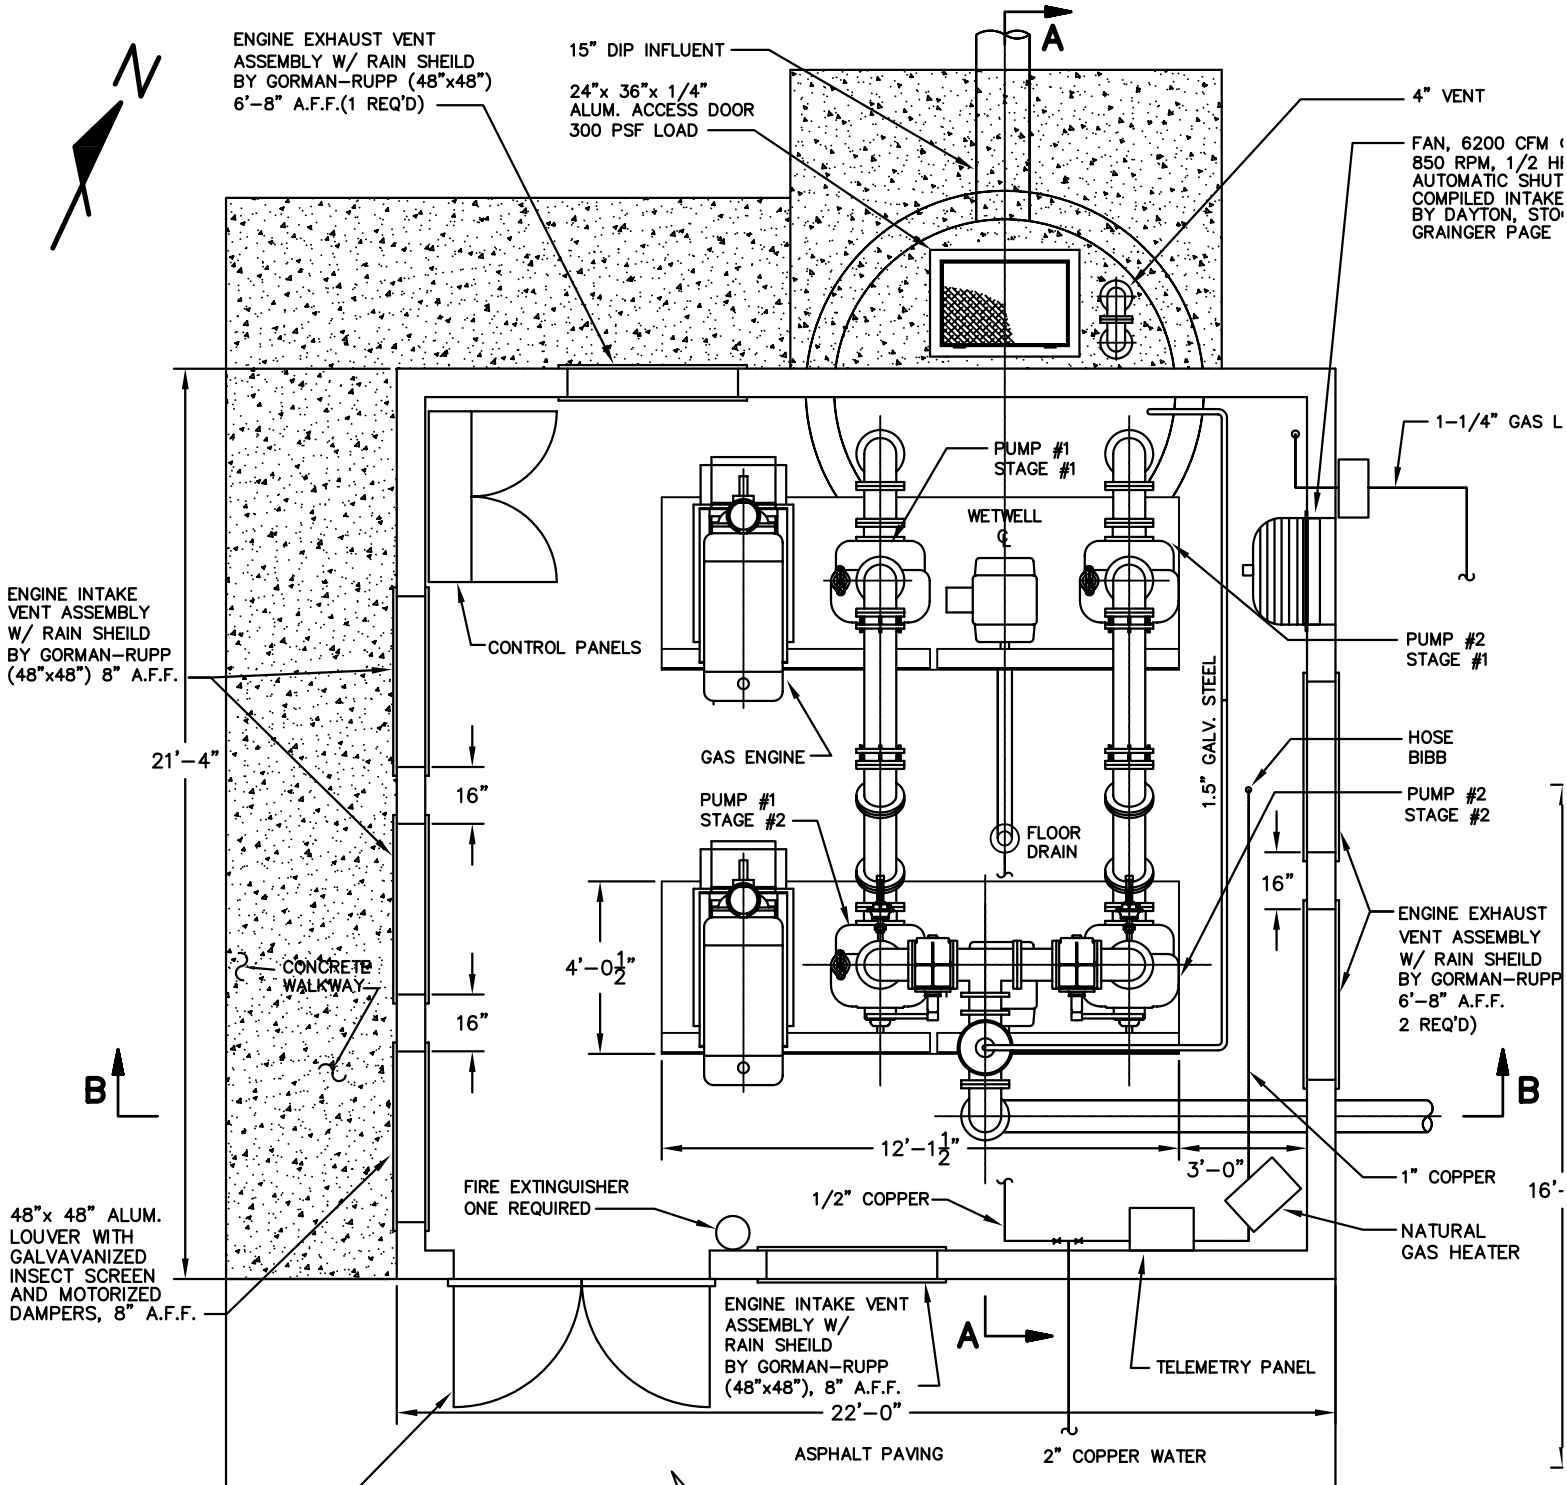 N
ENGINE EXHAUST VENT
ASSEMBLY W/ RAIN SHEILD
BY GORMAN-RUPP (48"x48")
6'-8" A.F.F.(1 REQ'D)
15" DIP INFLUENT
24"x 36"x 1/4"
ALUM. ACCESS DOOR
300 PSF LOAD
A
4" VENT
FAN, 6200 CFM
850 RPM, 1/2
AUTOMATIC SHUT
COMPILED INTAKE
BY DAYTON,
GRAINGER PAGE
1-1/4" GAS
PUMP #1
STAGE #1
WETWELL
℄
ENGINE INTAKE
VENT ASSEMBLY
W/ RAIN SHEILD
BY GORMAN-RUPP
(48"x48") 8" A.F.F.
CONTROL PANELS
PUMP #2
STAGE #1
21'-4"
16"
GAS ENGINE
1.5" GALV. STEEL
HOSE
BIBB
PUMP #1
STAGE #2
PUMP #2
STAGE #2
FLOOR
DRAIN
16"
ENGINE EXHAUST
VENT ASSEMBLY
W/ RAIN SHEILD
BY GORMAN-RUPP
6'-8" A.F.F.
2 REQ'D)
4'-0½"
CONCRETE
WALKWAY
16"
B
B
12'-1½"
3'-0"
1" COPPER
16'-
FIRE EXTINGUISHER
ONE REQUIRED
1/2" COPPER
NATURAL
GAS HEATER
48"x 48" ALUM.
LOUVER WITH
GALVAVANIZED
INSECT SCREEN
AND MOTORIZED
DAMPERS, 8" A.F.F.
ENGINE INTAKE VENT
ASSEMBLY W/
RAIN SHEILD
BY GORMAN-RUPP
(48"x48"), 8" A.F.F.
A
TELEMETRY PANEL
22'-0"
ASPHALT PAVING
2" COPPER WATER